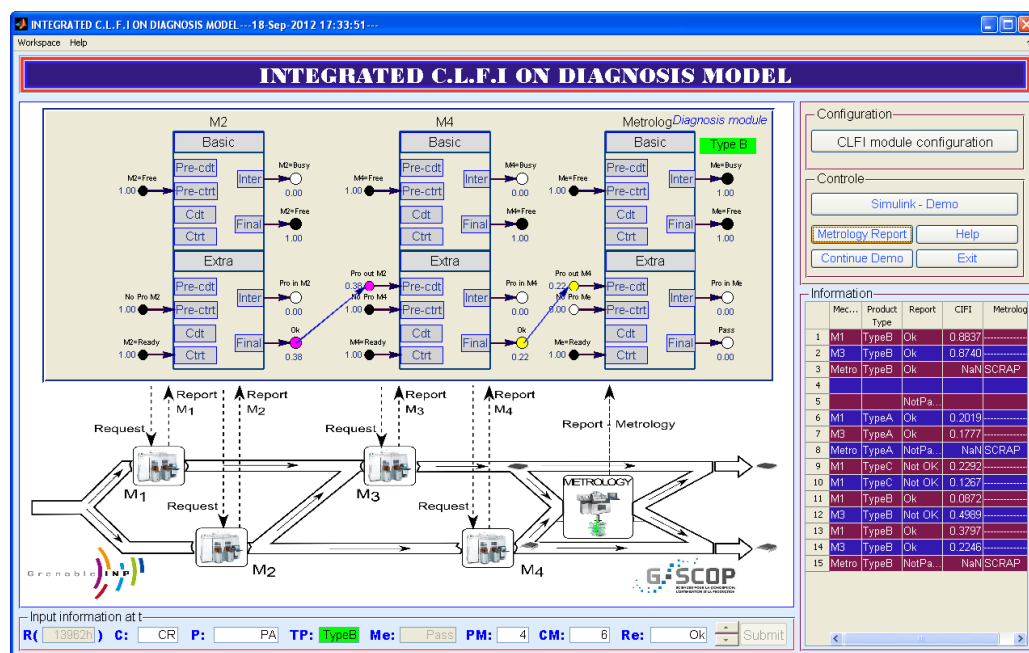 INTEGRATED C.L.F.I ON DIAGNOSIS MODEL---18-Sep-2012 17:33:51----
Workspace Help
INTEGRATED C.L.F.I ON DIAGNOSIS MODEL
M2 M4 Metrolog Diagnosis module
Basic Basic Basic Type B
Pre-cdt M2=Busy Pre-cdt M4=Busy Pre-cdt Me=Busy
M2=Free Inter M4=Free Inter Me=Free Inter
1.00 Pre-ctrt 0.00 1.00 Pre-ctrt 0.00 1.00 Pre-ctrt 1.00
Cdt M2=Free Cdt M4=Free Cdt Me=Free
Final Final Final
Ctrt 1.00 Ctrt 1.00 Ctrt 1.00
Extra Extra Extra
Pro out M2 Pro out M4
Pre-cdt Pro in M2 0.38 Pre-cdt Pro in M4 0.22 Pre-cdt Pro in Me
No Pro M2 Inter No Pro M4 Inter No Pro Me Inter
1.00 Pre-ctrt 0.00 1.00 Pre-ctrt 0.00 0.00 Pre-ctrt 0.00
Cdt Ok Cdt Ok Cdt Pass
M2=Ready Final M4=Ready Final Me=Ready Final
1.00 Ctrt 0.38 1.00 Ctrt 0.22 1.00 Ctrt 0.00
Report M1
Report M2
Report M3
Report M4
Request
Request
Report - Metrology
Request
Request
M1
M3
METROLOGY
M2
M4
Grenoble INP
G-SCOP
Configuration
CLFI module configuration
Controle
Simulink - Demo
Metrology Report Help
Continue Demo Exit
Information
Mec... Product Type Report CIFI Metrolog
1 M1 TypeB Ok 0.8837 --------------
2 M3 TypeB Ok 0.8740 --------------
3 Metro TypeB Ok NaN SCRAP
4
5 NotPa...
6 M1 TypeA Ok 0.2019 --------------
7 M3 TypeA Ok 0.1777 --------------
8 Metro TypeA NotPa... NaN SCRAP
9 M1 TypeC Not OK 0.2292 --------------
10 M1 TypeC Not OK 0.1267 --------------
11 M1 TypeB Ok 0.0872 --------------
12 M3 TypeB Not OK 0.4989 --------------
13 M1 TypeB Ok 0.3797 --------------
14 M3 TypeB Ok 0.2246 --------------
15 Metro TypeB NotPa... NaN SCRAP
Input information at t
R( 13962h ) C: CR P: PA TP: TypeB Me: Pass PM: 4 CM: 6 Re: Ok Submit